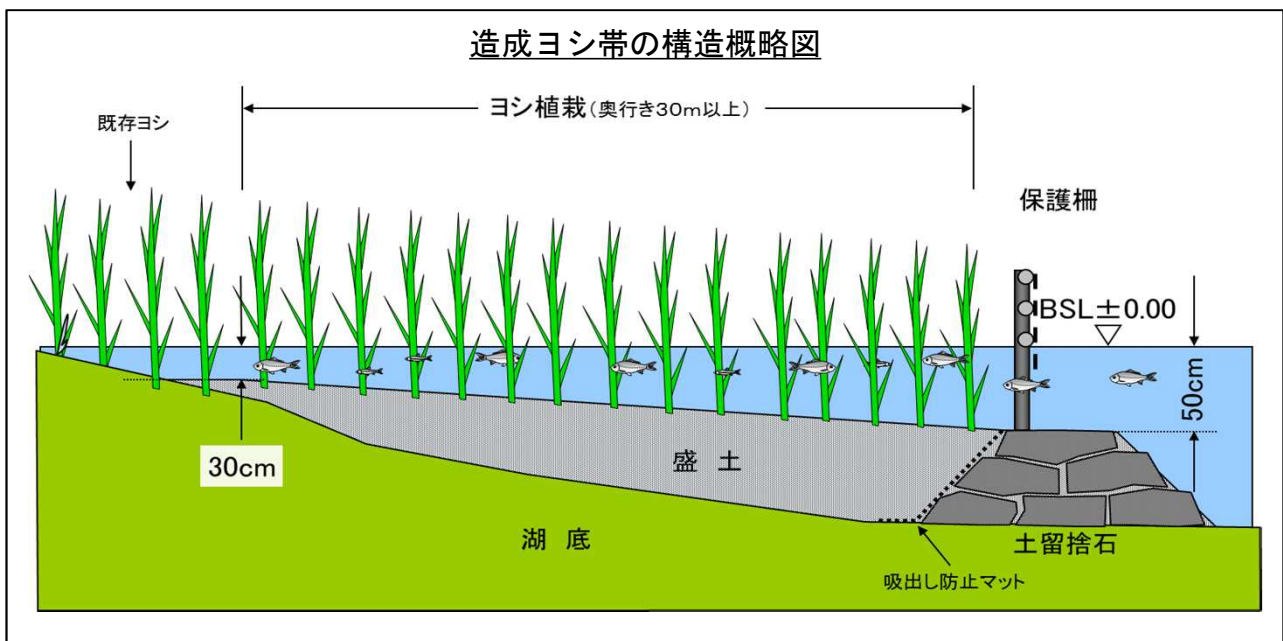 造成ヨシ帯の構造概略図
ヨシ植栽(奥行き30m以上)
既存ヨシ
保護柵
BSL±0.00
50cm
30cm
盛 土
湖 底
土留捨石
吸出し防止マット